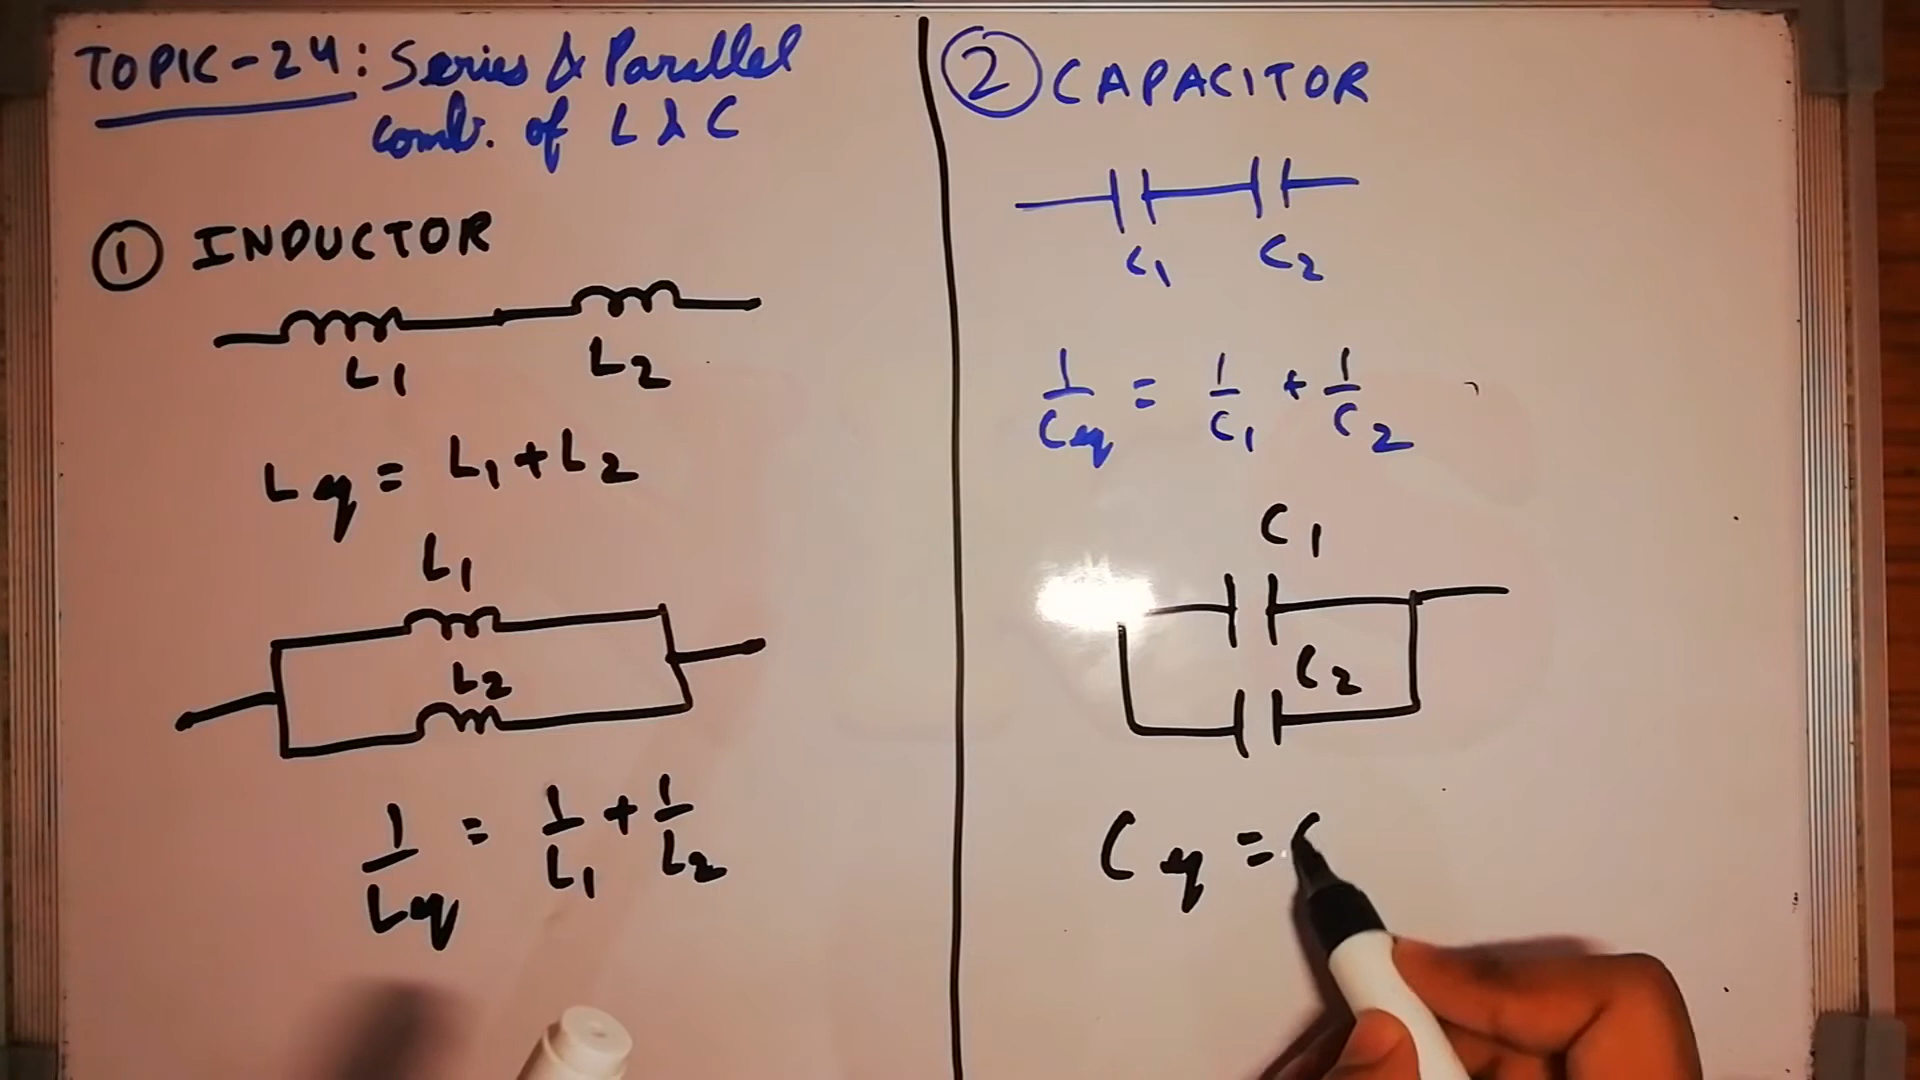 TOPIC-24: Series & Parallel
comb. of L & C
① INDUCTOR
L1 L2
Leq = L1+L2
L1
L2
1/Leq = 1/L1 + 1/L2
② CAPACITOR
C1 C2
1/Ceq = 1/C1 + 1/C2
C1
C2
Ceq = C